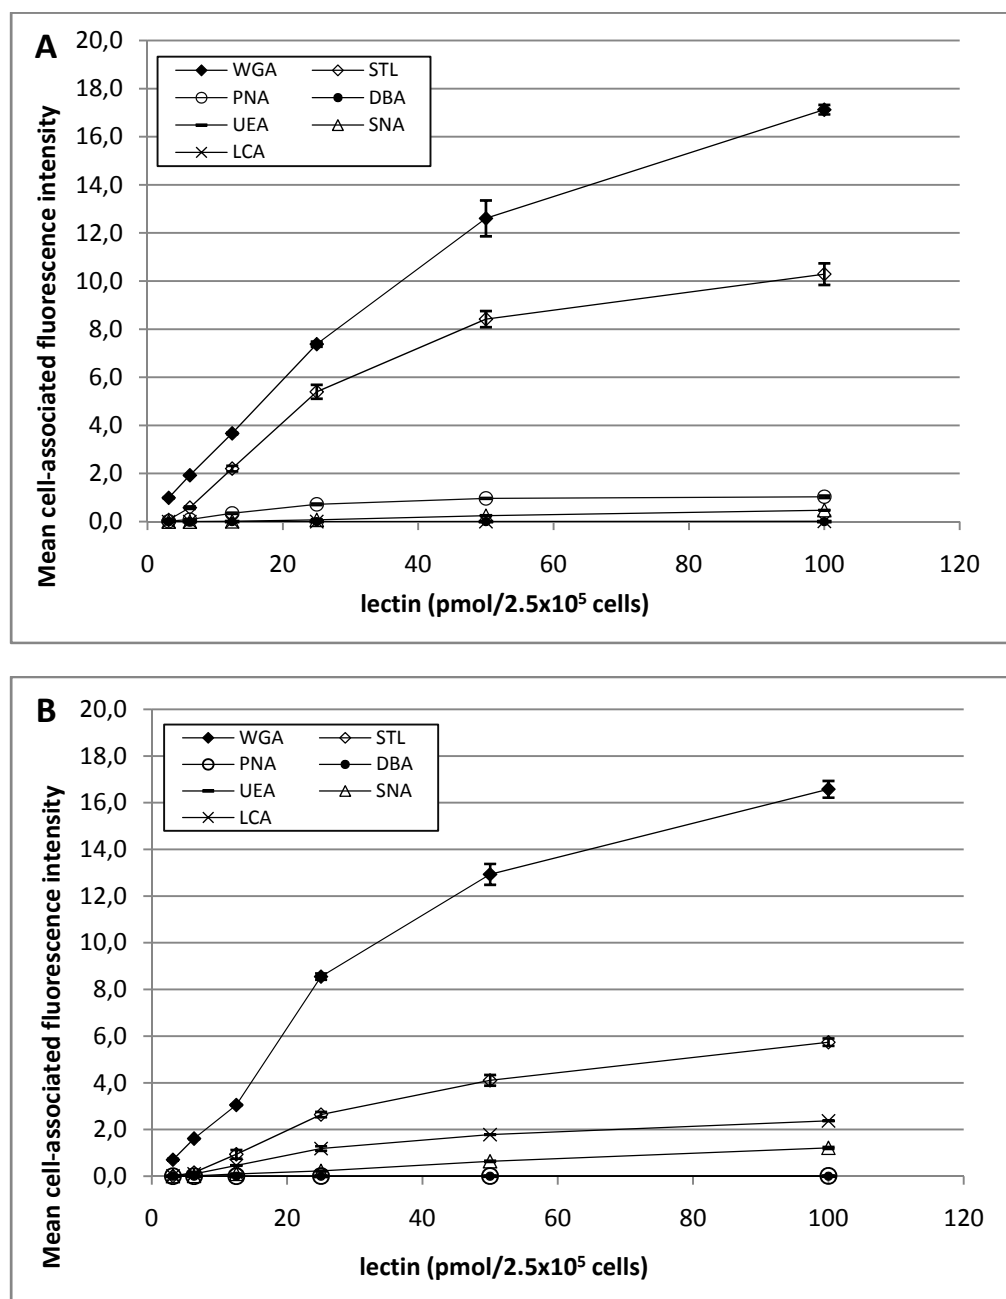 A
Mean cell-associated fluorescence intensity
20,0
18,0
16,0
14,0
12,0
10,0
8,0
6,0
4,0
2,0
0,0
WGA STL
PNA DBA
UEA SNA
LCA
0 20 40 60 80 100 120
lectin (pmol/2.5x10⁵ cells)
B
Mean cell-associated fluorescence intensity
20,0
18,0
16,0
14,0
12,0
10,0
8,0
6,0
4,0
2,0
0,0
WGA STL
PNA DBA
UEA SNA
LCA
0 20 40 60 80 100 120
lectin (pmol/2.5x10⁵ cells)